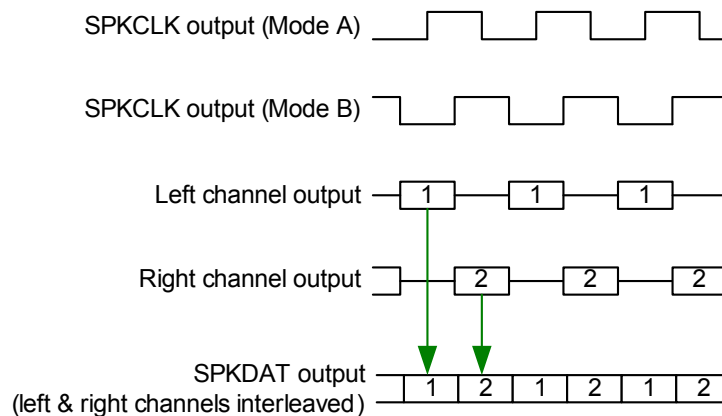 SPKCLK output (Mode A)
SPKCLK output (Mode B)
Left channel output
1 1 1
Right channel output
2 2 2
SPKDAT output
(left & right channels interleaved)
1 2 1 2 1 2